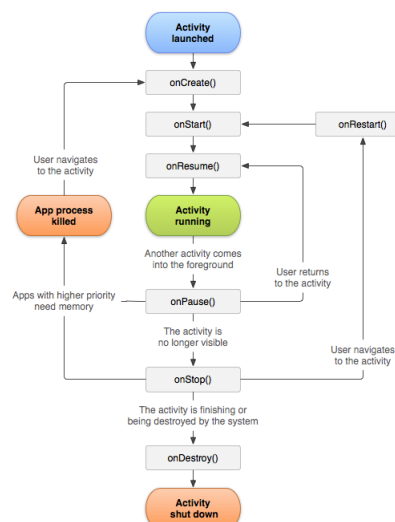 Activity
launched
onCreate()
onStart()
onRestart()
User navigates
to the activity
onResume()
App process
killed
Activity
running
Another activity comes
into the foreground
User returns
to the activity
Apps with higher priority
need memory
onPause()
The activity is
no longer visible
User navigates
to the activity
onStop()
The activity is finishing or
being destroyed by the system
onDestroy()
Activity
shut down